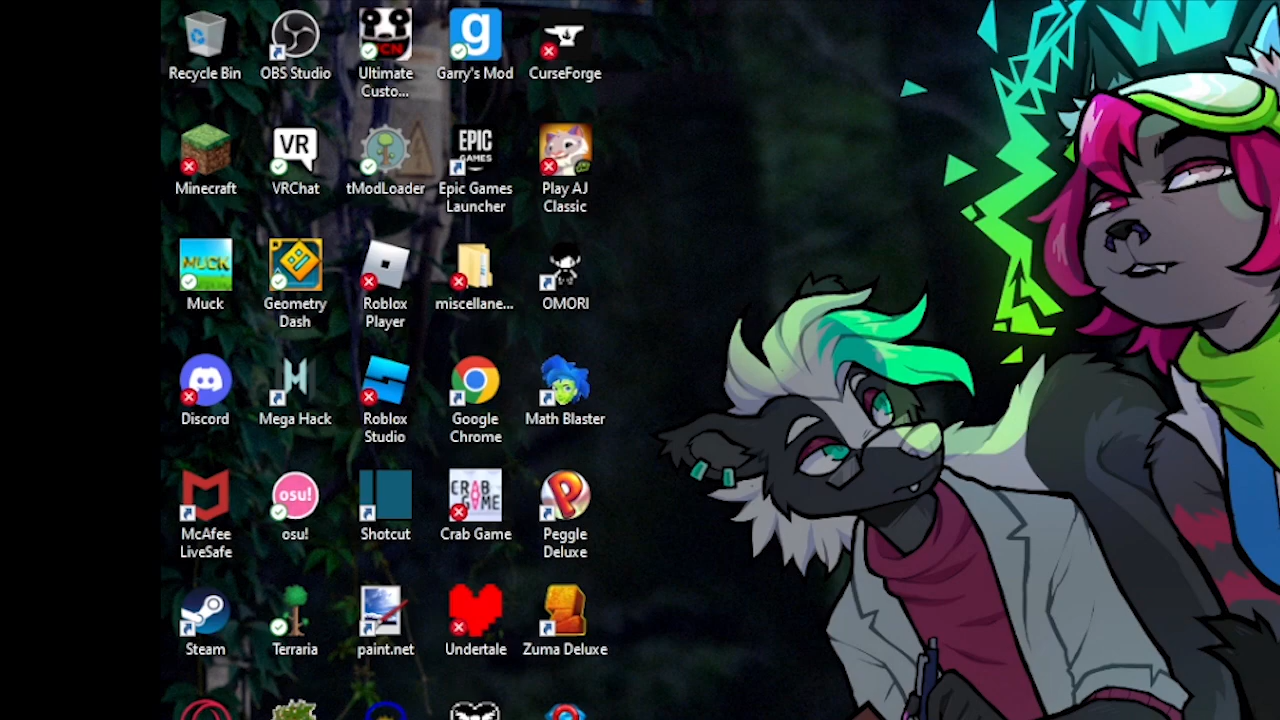 Recycle Bin
OBS Studio
FCN
Ultimate
Custo...
g
Garry's Mod
CurseForge
Minecraft
VR
VRChat
tModLoader
EPIC
GAMES
Epic Games
Launcher
Play AJ
Classic
MUCK
Muck
Geometry
Dash
Roblox
Player
miscellane...
OMORI
Discord
Mega Hack
Roblox
Studio
Google
Chrome
Math Blaster
McAfee
LiveSafe
osu!
osu!
Shotcut
CRAB
GAME
Crab Game
P
Peggle
Deluxe
Steam
Terraria
paint.net
Undertale
Zuma Deluxe